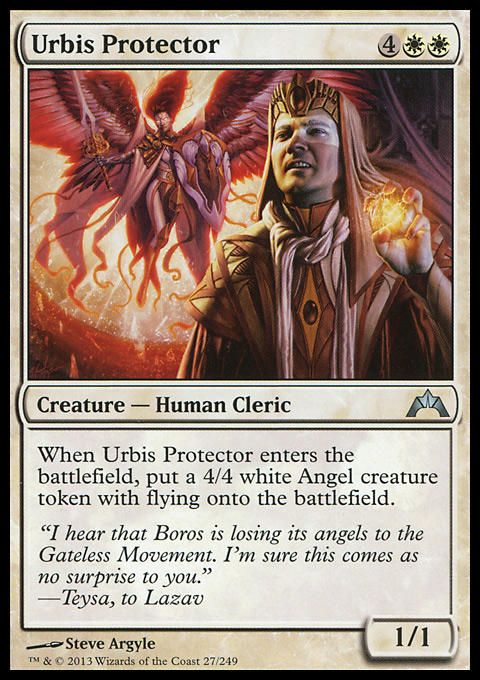 Urbis Protector 4
Creature — Human Cleric
When Urbis Protector enters the
battlefield, put a 4/4 white Angel creature
token with flying onto the battlefield.
“I hear that Boros is losing its angels to the
Gateless Movement. I’m sure this comes as
no surprise to you.”
—Teysa, to Lazav
Steve Argyle
1/1
™ & © 2013 Wizards of the Coast 27/249